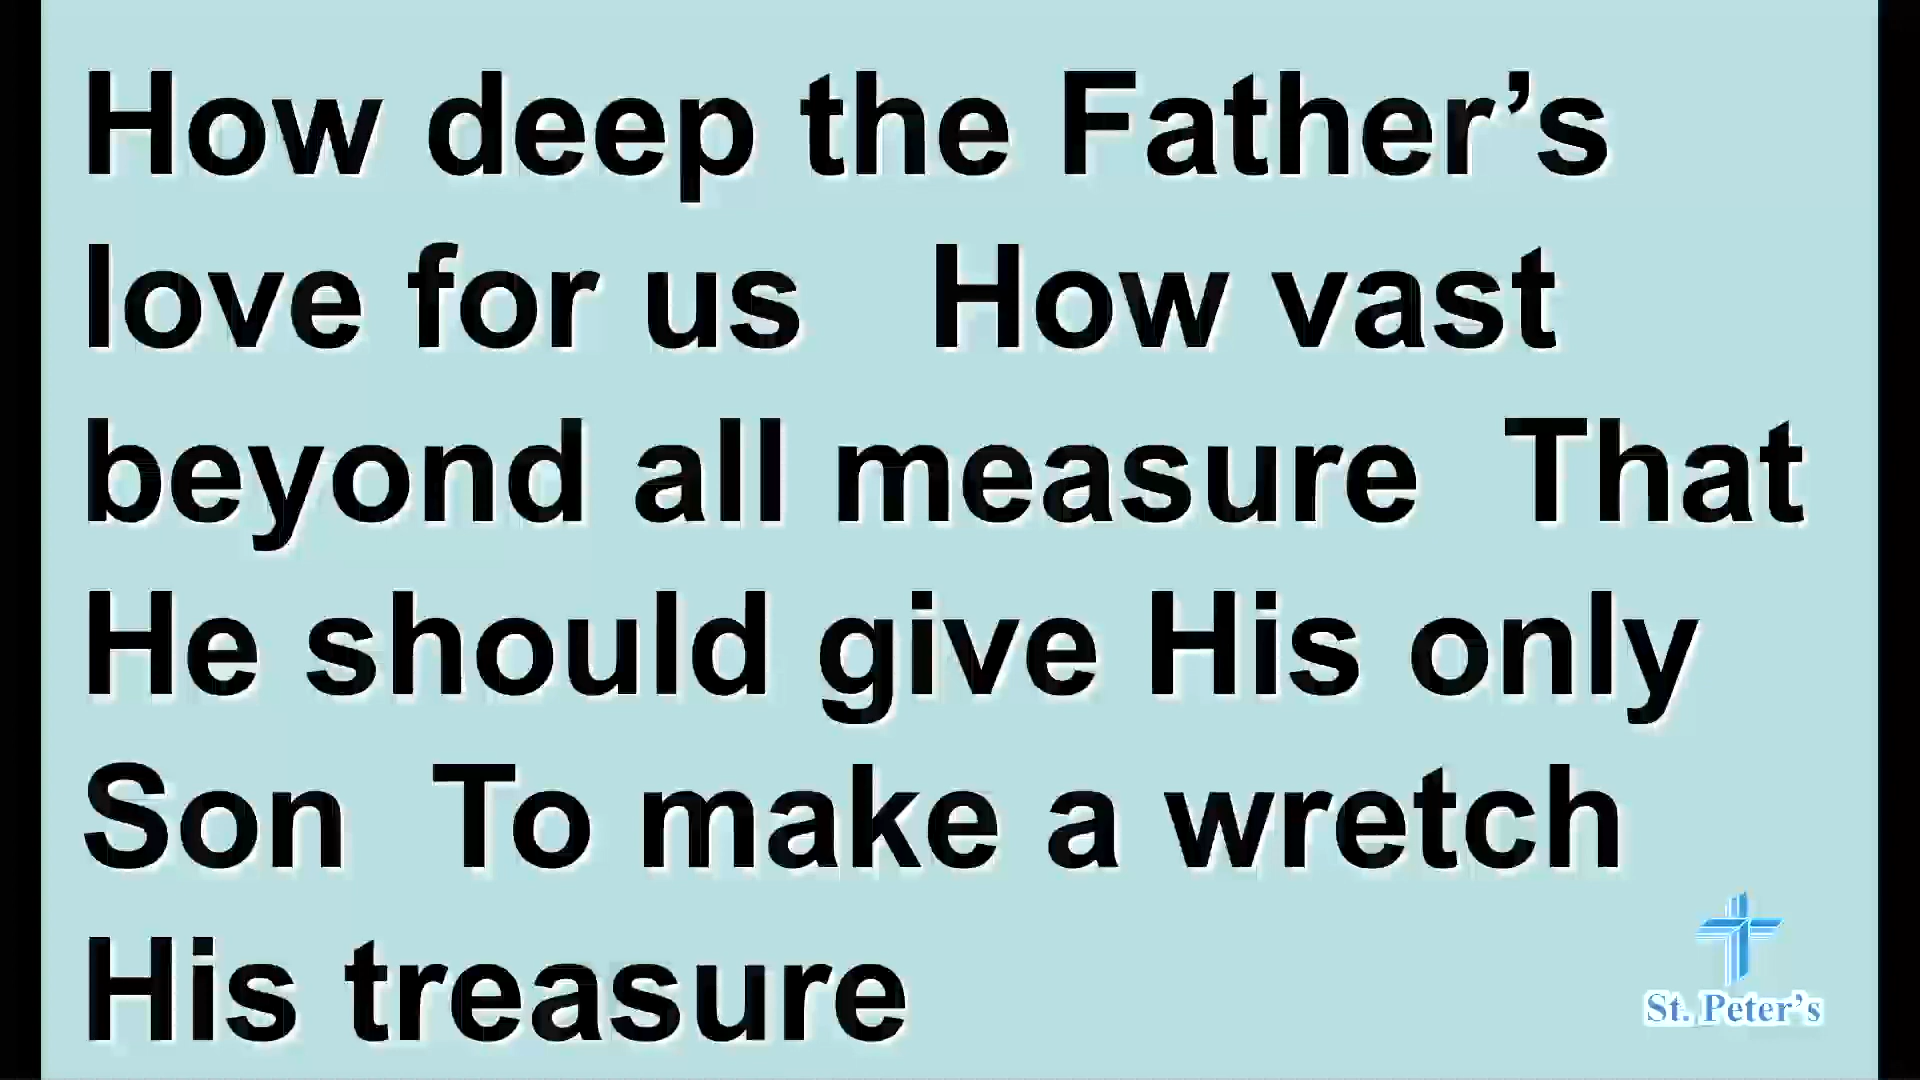 How deep the Father’s
love for us   How vast
beyond all measure  That
He should give His only
Son  To make a wretch
His treasure
St. Peter’s